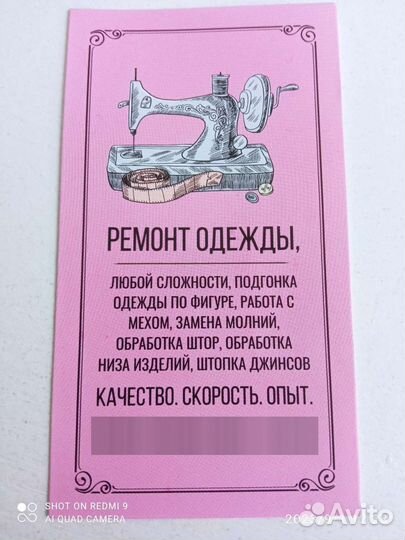 РЕМОНТ ОДЕЖДЫ,
ЛЮБОЙ СЛОЖНОСТИ, ПОДГОНКА
ОДЕЖДЫ ПО ФИГУРЕ, РАБОТА С
МЕХОМ, ЗАМЕНА МОЛНИЙ,
ОБРАБОТКА ШТОР, ОБРАБОТКА
НИЗА ИЗДЕЛИЙ, ШТОПКА ДЖИНСОВ
КАЧЕСТВО. СКОРОСТЬ. ОПЫТ.
SHOT ON REDMI 9
AI QUAD CAMERA
Avito